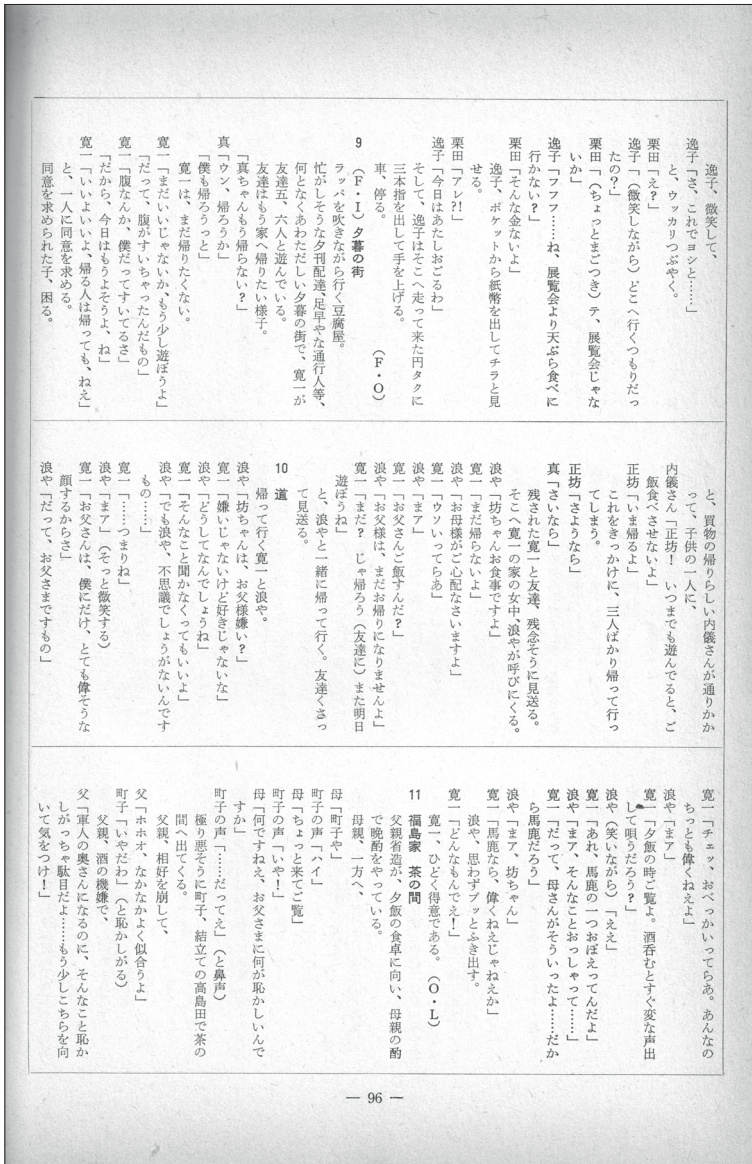 逸子、微笑して、
逸子「さ、これでヨシと……」
と、ウッカリつぶやく。
栗田「え？」
逸子「（微笑しながら）どこへ行くつもりだっ
たの？」
栗田「（ちょっとまごつき）テ、展覧会じゃな
いか」
逸子「フフフ……ね、展覧会より天ぷら食べに
行かない？」
栗田「そんな金ないよ」
逸子、ポケットから紙幣を出してチラと見
せる。
栗田「アレ?!」
逸子「今日はあたしおごるわ」
そして、逸子はそこへ走って来た円タクに
三本指を出して手を上げる。
車、停る。
（F・O）
9 （F・I）夕暮の街
ラッパを吹きながら行く豆腐屋。
忙がしそうな夕刊配達、足早やな通行人等、
何となくあわただしい夕暮の街で、寛一が
友達五、六人と遊んでいる。
友達はもう家へ帰りたい様子。
「真ちゃんもう帰らない？」
真「ウン、帰ろうか」
「僕も帰ろうっと」
寛一は、まだ帰りたくない。
寛一「まだいいじゃないか、もう少し遊ぼうよ」
「だって、腹がすいちゃったんだもの」
寛一「腹なんか、僕だってすいてるさ」
「だから、今日はもうよそうよ、ね」
寛一「いいよいいよ、帰る人は帰っても、ねえ」
と、一人に同意を求める。
同意を求められた子、困る。
と、買物の帰りらしい内儀さんが通りかか
って、子供の一人に、
内儀さん「正坊！　いつまでも遊んでると、ご
飯食べさせないよ」
正坊「いま帰るよ」
これをきっかけに、三人ばかり帰って行っ
てしまう。
正坊「さようなら」
真「さいなら」
残された寛一と友達、残念そうに見送る。
そこへ寛一の家の女中、浪やが呼びにくる。
浪や「坊ちゃんお食事ですよ」
寛一「まだ帰らないよ」
浪や「お母様がご心配なさいますよ」
寛一「ウソいってらあ」
浪や「マア」
寛一「お父さんご飯すんだ？」
浪や「お父様は、まだお帰りになりませんよ」
寛一「まだ？　じゃ帰ろう（友達に）また明日
遊ぼうね」
と、浪やと一緒に帰って行く。友達くさっ
て見送る。
10 道
帰って行く寛一と浪や。
浪や「坊ちゃんは、お父様嫌い？」
寛一「嫌いじゃないけど好きじゃないな」
浪や「どうしてなんでしょうね」
寛一「そんなこと聞かなくってもいいよ」
浪や「でも浪や、不思議でしょうがないんです
もの……」
寛一「……つまりね」
浪や「マア」（そっと微笑する）
寛一「お父さんは、僕にだけ、とても偉そうな
顔するからさ」
浪や「だって、お父さまですもの」
寛一「チェッ、おべっかいってらあ。あんなの
ちっとも偉くねえよ」
浪や「マア」
寛一「夕飯の時ご覧よ。酒呑むとすぐ変な声出
して唄うだろう？」
浪や（笑いながら）「ええ」
寛一「あれ、馬鹿の一つおぼえってんだよ」
浪や「まァ、そんなことおっしゃって……」
寛一「だって、母さんがそういったよ……だか
ら馬鹿だろう」
浪や「まァ、坊ちゃん」
寛一「馬鹿なら、偉くねえじゃねえか」
浪や、思わずプッとふき出す。
寛一「どんなもんでえ！」
寛一、ひどく得意である。（O・L）
11 福島家　茶の間
父親省造が、夕飯の食卓に向い、母親の酌
で晩酌をやっている。
母親、一方へ、
母「町子や」
町子の声「ハイ」
母「ちょっと来てご覧」
町子の声「いや！」
母「何ですねえ、お父さまに何が恥かしいんで
すか」
町子の声「……だってえ」（と鼻声）
極り悪そうに町子、結立ての高島田で茶の
間へ出てくる。
父親、相好を崩して、
父「ホホオ、なかなかよく似合うよ」
町子「いやだわ」（と恥かしがる）
父親、酒の機嫌で、
父「軍人の奥さんになるのに、そんなこと恥か
しがっちゃ駄目だよ……もう少しこちらを向
いて気をつけ！」
— 96 —